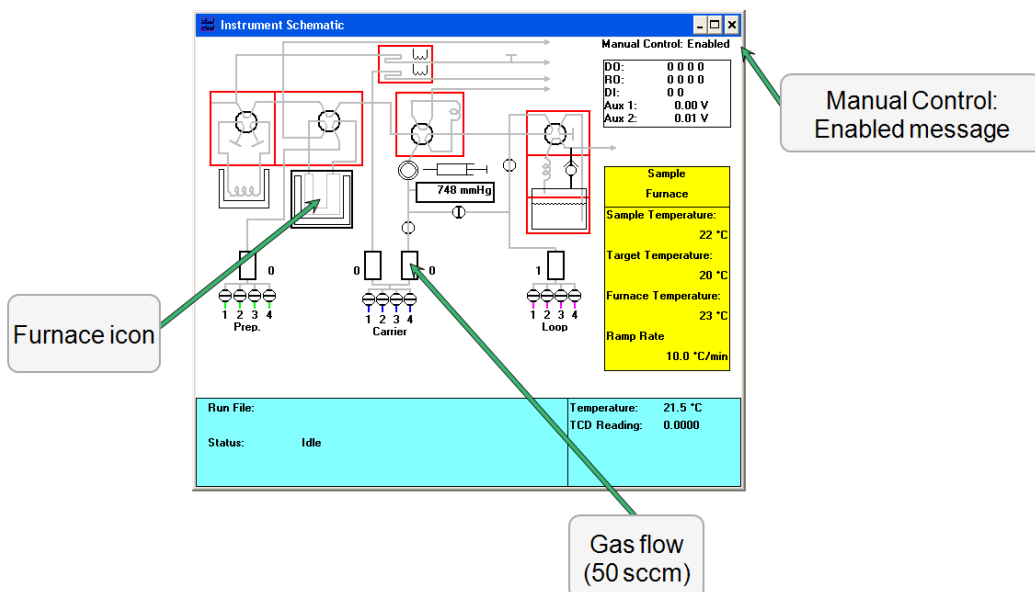 Instrument Schematic
Manual Control: Enabled
DO: 0 0 0 0
RO: 0 0 0 0
DI: 0 0
Aux 1: 0.00 V
Aux 2: 0.01 V
Manual Control:
Enabled message
748 mmHg
Sample
Furnace
Sample Temperature:
22 °C
Target Temperature:
20 °C
Furnace Temperature:
23 °C
Ramp Rate
10.0 °C/min
0
0
0
1
1 2 3 4
Prep.
1 2 3 4
Carrier
1 2 3 4
Loop
Furnace icon
Run File:
Status: Idle
Temperature: 21.5 °C
TCD Reading: 0.0000
Gas flow
(50 sccm)